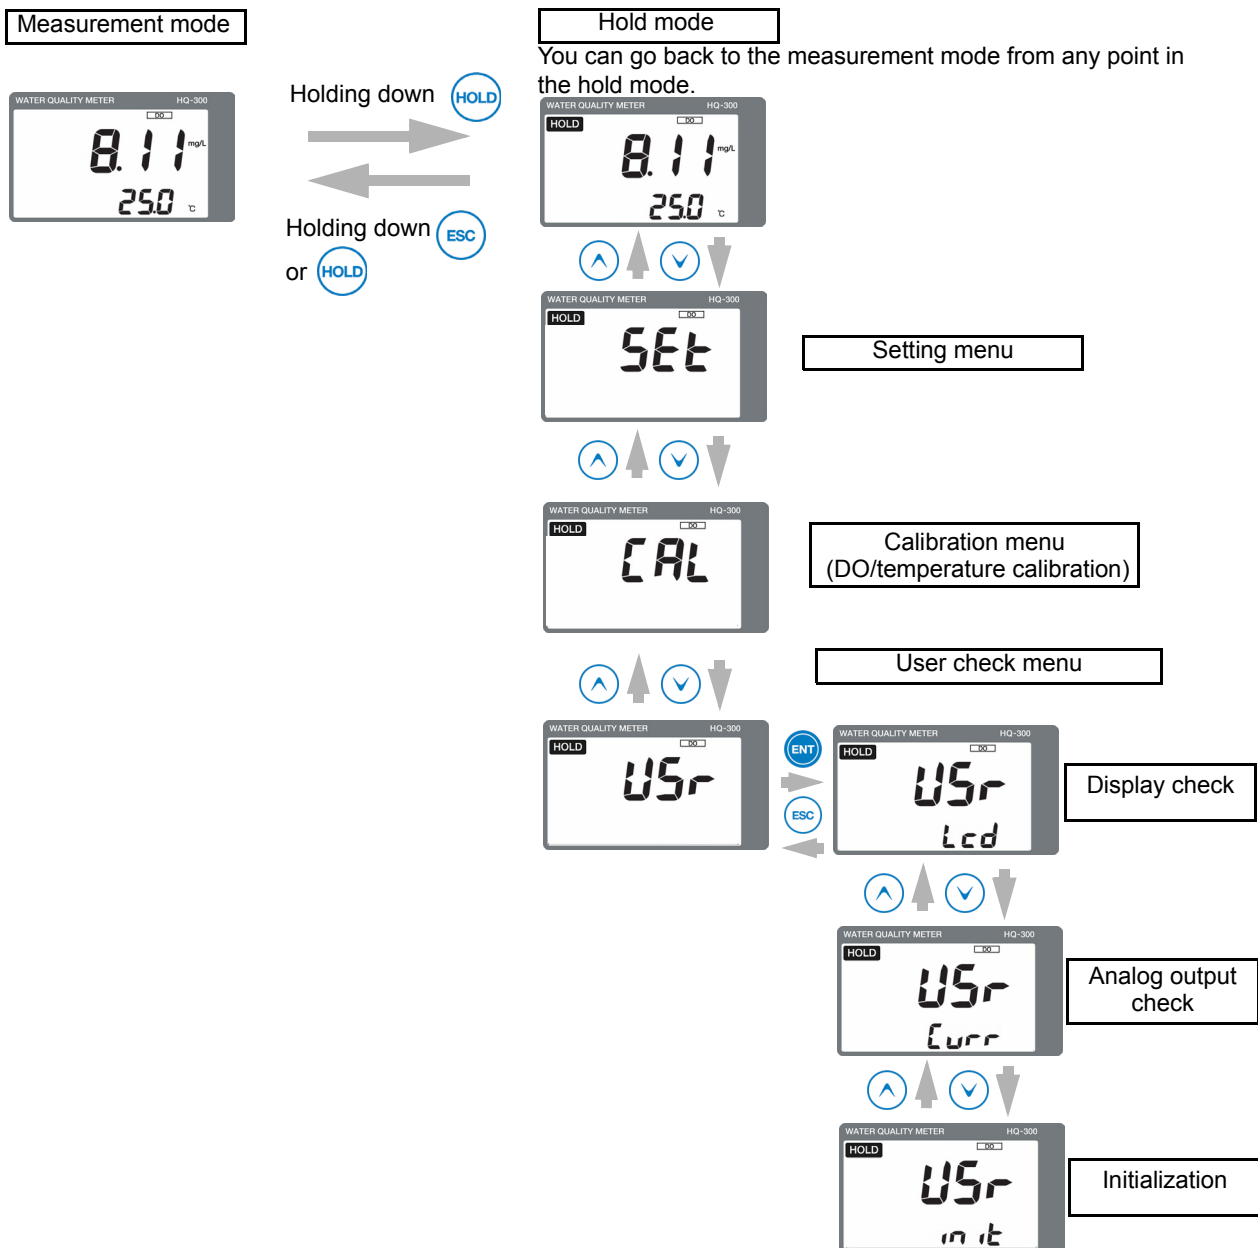 Measurement mode
Hold mode
You can go back to the measurement mode from any point in
the hold mode.
WATER QUALITY METER HQ-300
DO
8.11 mg/L
25.0 °C
Holding down HOLD
Holding down ESC
or HOLD
WATER QUALITY METER HQ-300
HOLD DO
8.11 mg/L
25.0 °C
WATER QUALITY METER HQ-300
HOLD DO
SEt
Setting menu
WATER QUALITY METER HQ-300
HOLD DO
CAL
Calibration menu
(DO/temperature calibration)
User check menu
WATER QUALITY METER HQ-300
HOLD DO
USr
ENT
ESC
WATER QUALITY METER HQ-300
HOLD DO
USr
Lcd
Display check
WATER QUALITY METER HQ-300
HOLD DO
USr
Curr
Analog output
check
WATER QUALITY METER HQ-300
HOLD DO
USr
init
Initialization